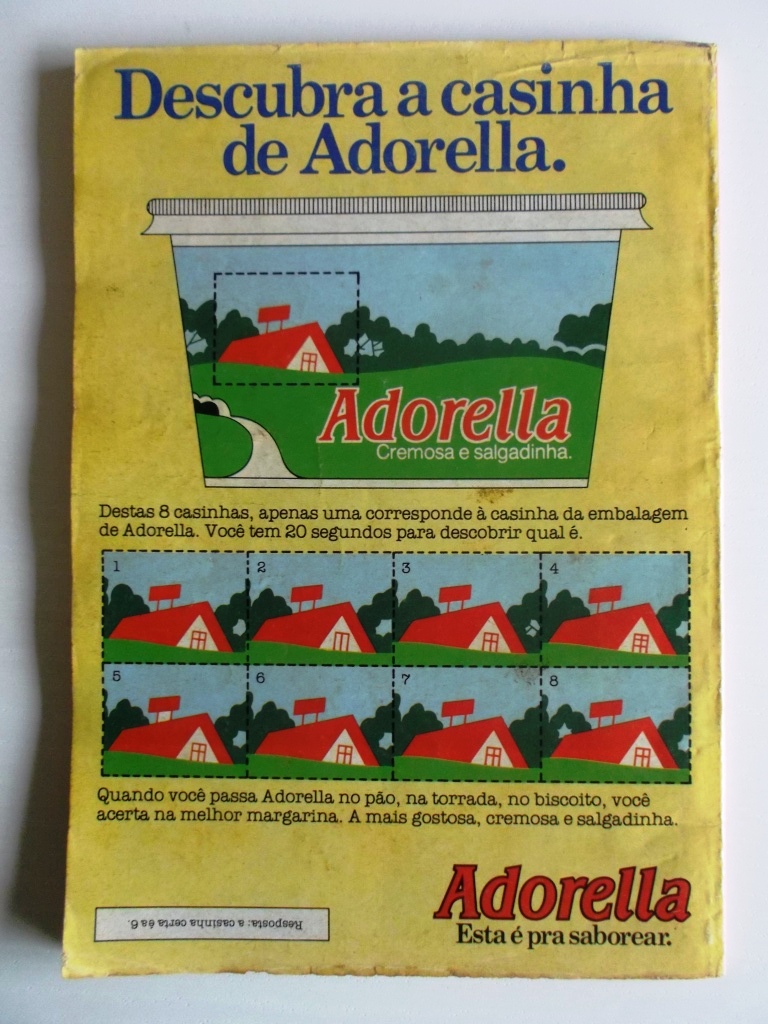 Descubra a casinha
de Adorella.
Adorella
Cremosa e salgadinha.
Destas 8 casinhas, apenas uma corresponde à casinha da embalagem
de Adorella. Você tem 20 segundos para descobrir qual é.
1 2 3 4
5 6 7 8
Quando você passa Adorella no pão, na torrada, no biscoito, você
acerta na melhor margarina. A mais gostosa, cremosa e salgadinha.
Adorella
Esta é pra saborear.
Resposta: a casinha certa é a 6.